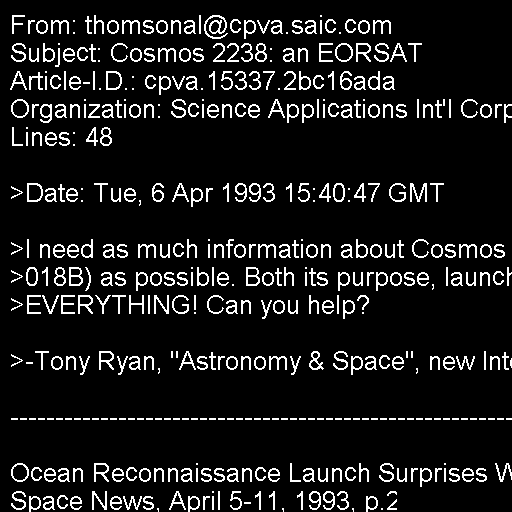 From: thomsonal@cpva.saic.com
Subject: Cosmos 2238: an EORSAT
Article-I.D.: cpva.15337.2bc16ada
Organization: Science Applications Int'l Corp
Lines: 48
>Date: Tue, 6 Apr 1993 15:40:47 GMT
>I need as much information about Cosmos
>018B) as possible. Both its purpose, launch
>EVERYTHING! Can you help?
>-Tony Ryan, "Astronomy & Space", new Inte
---------------------------------------------------------
Ocean Reconnaissance Launch Surprises W
Space News, April 5-11, 1993, p.2